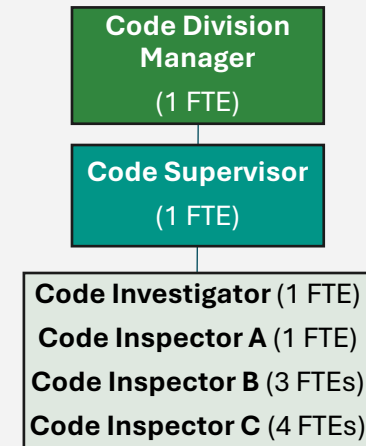 Code Division
Manager
(1 FTE)
Code Supervisor
(1 FTE)
Code Investigator (1 FTE)
Code Inspector A (1 FTE)
Code Inspector B (3 FTEs)
Code Inspector C (4 FTEs)